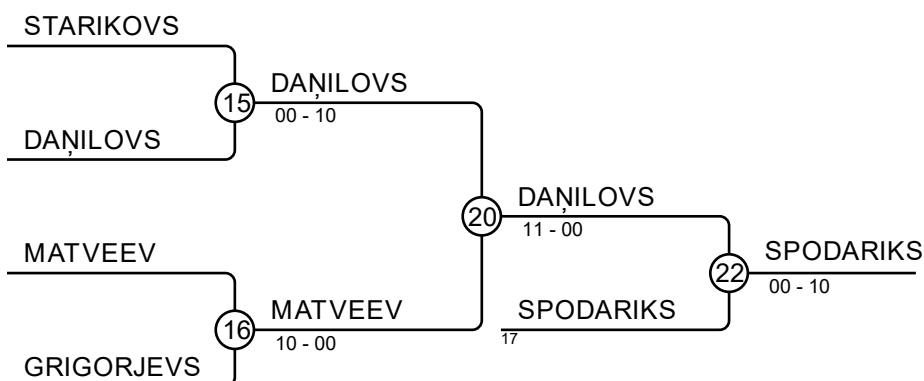 STARIKOVS
15
DAŅILOVS
00 - 10
DAŅILOVS
20
DAŅILOVS
11 - 00
MATVEEV
22
SPODARIKS
00 - 10
16
MATVEEV
10 - 00
SPODARIKS
17
GRIGORJEVS